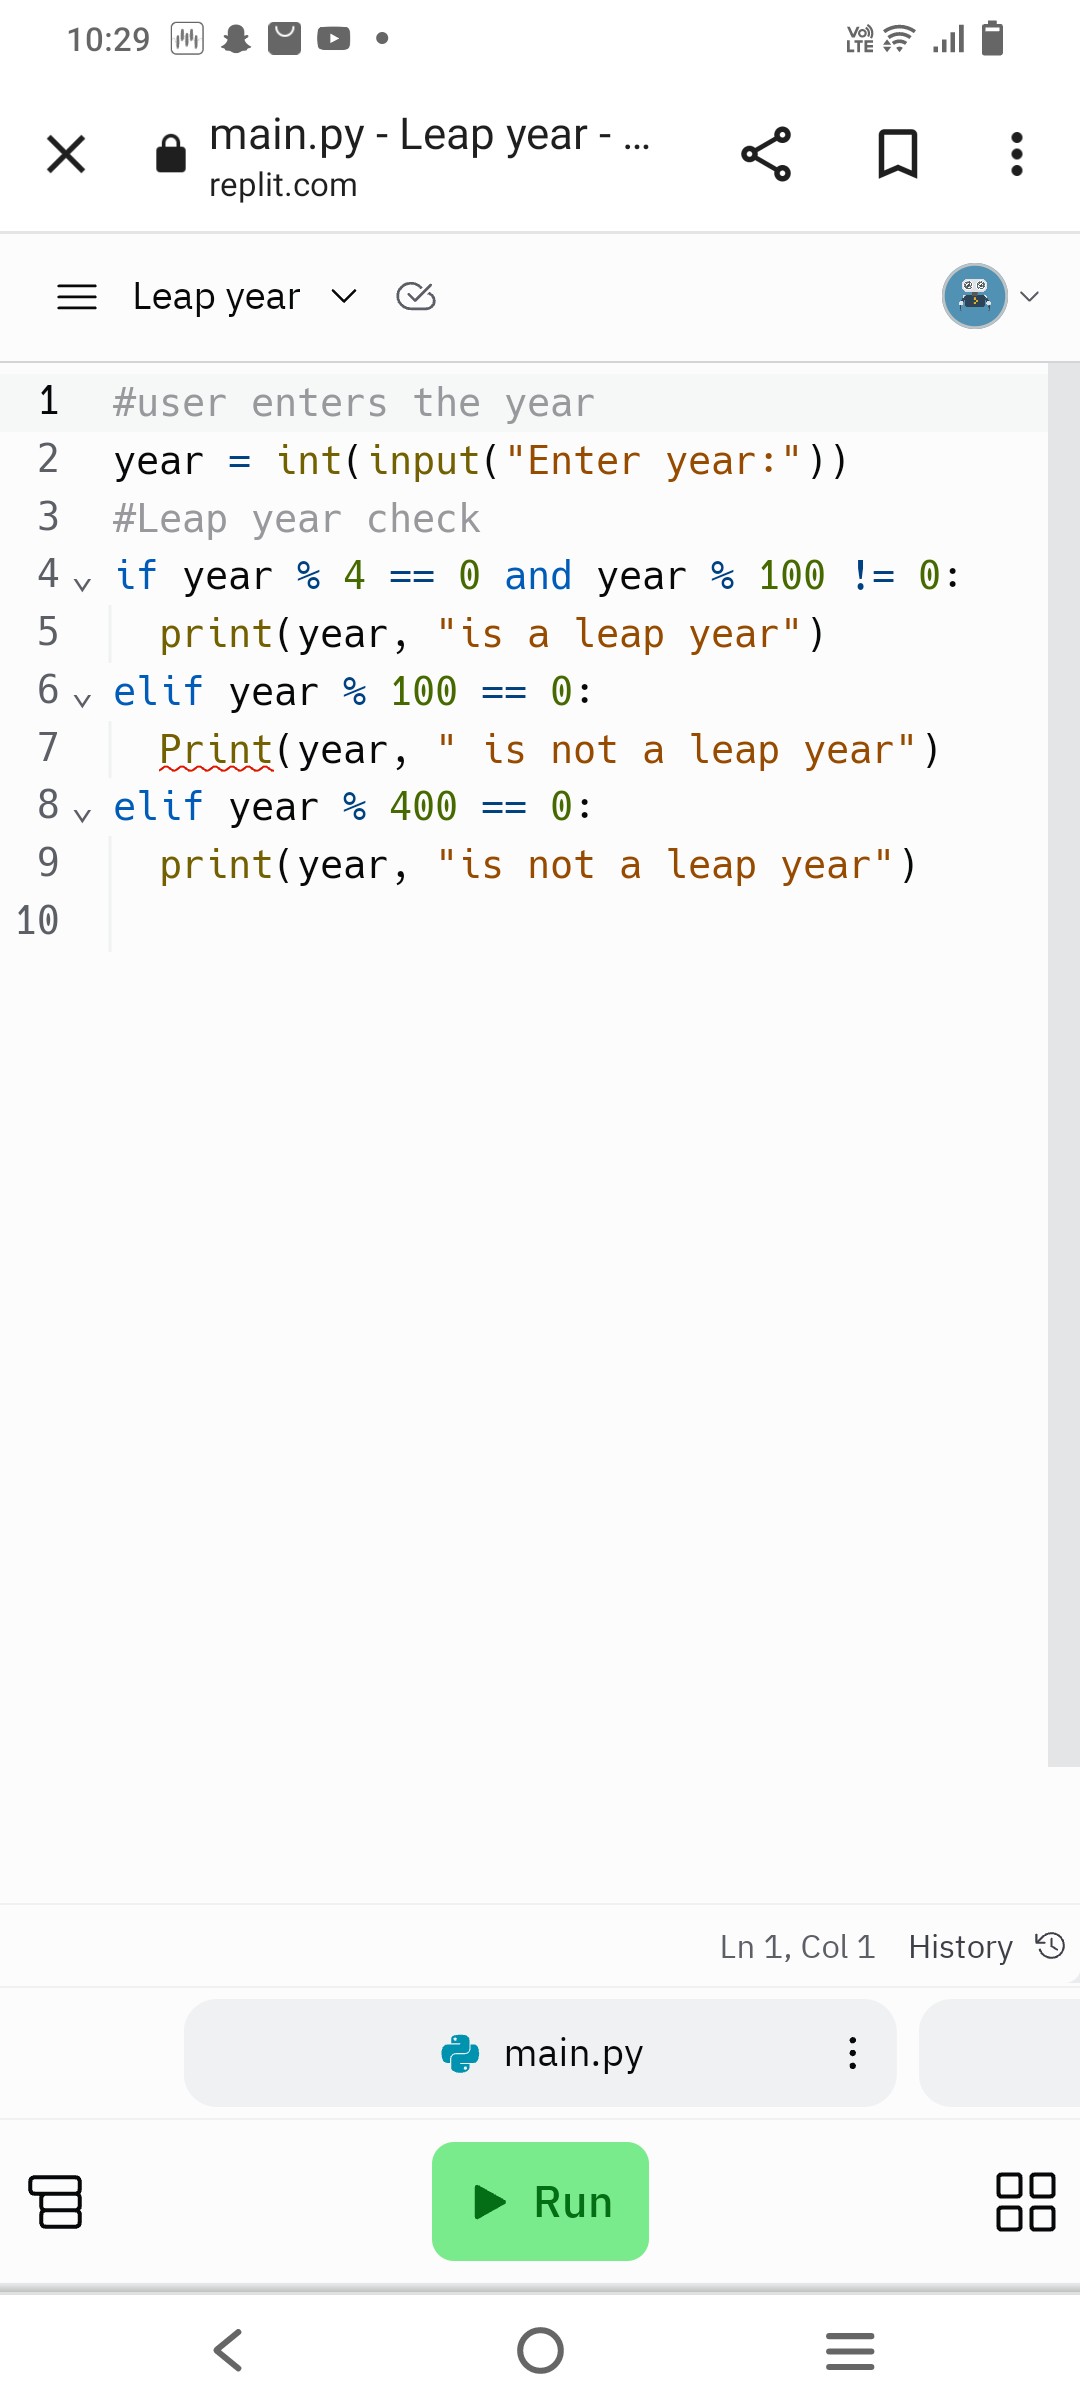 10:29
Vo))
LTE
main.py - Leap year - ...
replit.com
Leap year
1 #user enters the year
2 year = int(input("Enter year:"))
3 #Leap year check
4 if year % 4 == 0 and year % 100 != 0:
5   print(year, "is a leap year")
6 elif year % 100 == 0:
7   Print(year, " is not a leap year")
8 elif year % 400 == 0:
9   print(year, "is not a leap year")
10
Ln 1, Col 1 History
main.py
Run